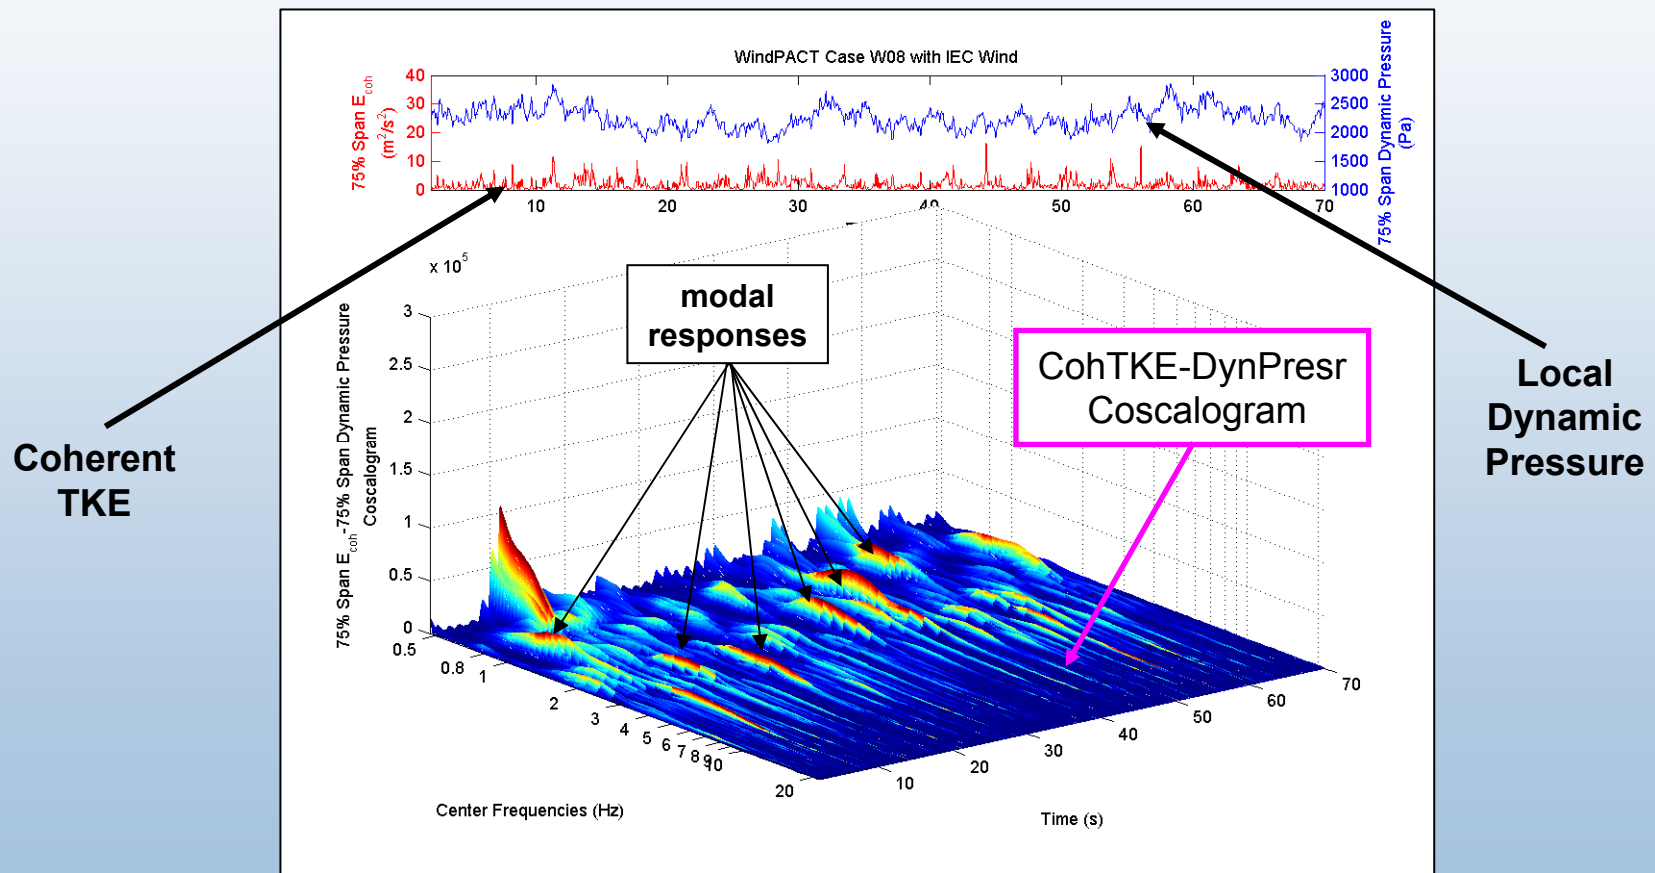 WindPACT Case W08 with IEC Wind
75% Span E_coh
(m²/s²)
40
30
20
10
0
3000
2500
2000
1500
1000
75% Span Dynamic Pressure
(Pa)
10
20
30
40
50
60
70
x 10⁵
3
2.5
2
1.5
1
0.5
0
75% Span E_coh-75% Span Dynamic Pressure
Coscalogram
modal
responses
CohTKE-DynPresr
Coscalogram
Coherent
TKE
Local
Dynamic
Pressure
0.5
0.8
1
2
3
4
5
6
7
8
9
10
20
Center Frequencies (Hz)
10
20
30
40
50
60
70
Time (s)